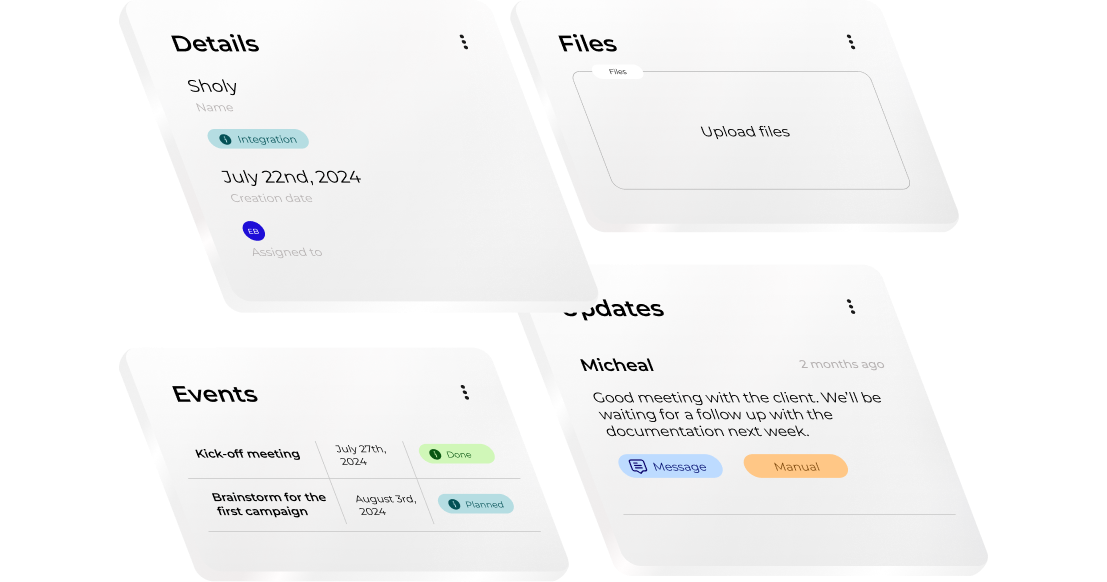 Details
Sholy
Name
Integration
July 22nd, 2024
Creation date
EB
Assigned to
Files
Files
Upload files
Updates
Micheal
2 months ago
Good meeting with the client. We'll be
waiting for a follow up with the
documentation next week.
Message
Manual
Events
Kick-off meeting
July 27th,
2024
Done
Brainstorm for the
first campaign
August 3rd,
2024
Planned